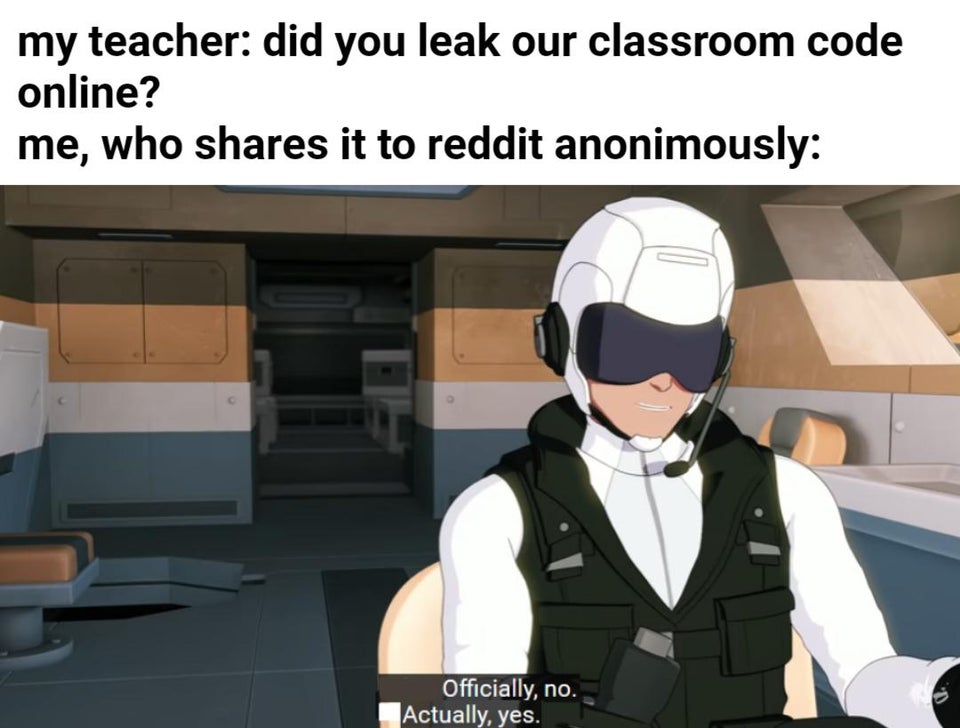 my teacher: did you leak our classroom code
online?
me, who shares it to reddit anonimously:
Officially, no.
Actually, yes.